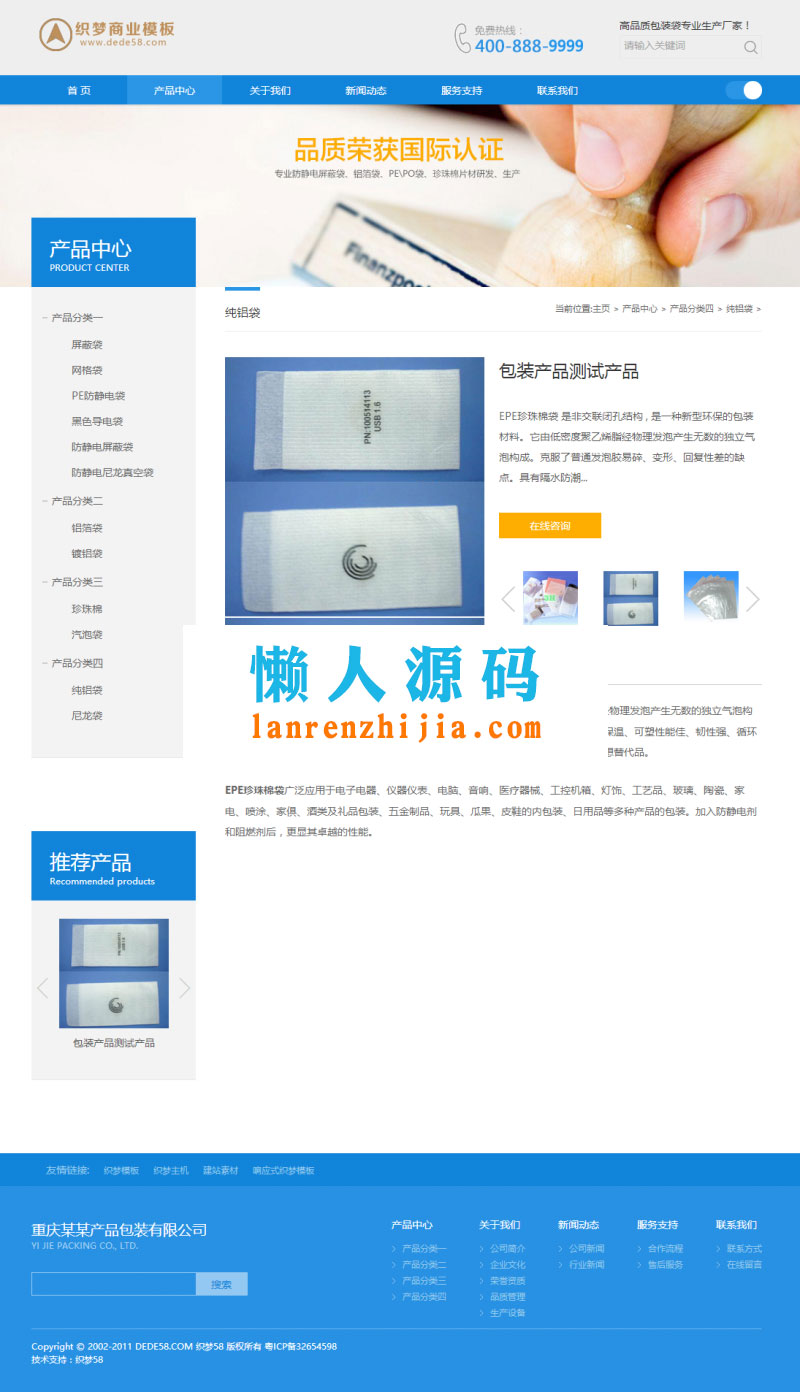 织梦商业模板
www.dede58.com
免费热线：
400-888-9999
高品质包装袋专业生产厂家！
请输入关键词
首 页
产品中心
关于我们
新闻动态
服务支持
联系我们
品质荣获国际认证
专业防静电屏蔽袋、铝箔袋、PE\PO袋、珍珠棉片材研发、生产
Finanzpo
产品中心
PRODUCT CENTER
产品分类一
屏蔽袋
网格袋
PE防静电袋
黑色导电袋
防静电屏蔽袋
防静电尼龙真空袋
产品分类二
铝箔袋
镀铝袋
产品分类三
珍珠棉
汽泡袋
产品分类四
纯铝袋
尼龙袋
纯铝袋
当前位置:主页 > 产品中心 > 产品分类四 > 纯铝袋 >
PN:100514113
USB 1.6
包装产品测试产品
EPE珍珠棉袋 是非交联闭孔结构，是一种新型环保的包装
材料。它由低密度聚乙烯脂经物理发泡产生无数的独立气
泡构成。克服了普通发泡胶易碎、变形、回复性差的缺
点。具有隔水防潮...
在线咨询
懒人源码
lanrenzhijia.com
物理发泡产生无数的独立气泡构
保温、可塑性能佳、韧性强、循环
想替代品。
EPE珍珠棉袋广泛应用于电子电器、仪器仪表、电脑、音响、医疗器械、工控机箱、灯饰、工艺品、玻璃、陶瓷、家
电、喷涂、家俱、酒类及礼品包装、五金制品、玩具、瓜果、皮鞋的内包装、日用品等多种产品的包装。加入防静电剂
和阻燃剂后，更显其卓越的性能。
推荐产品
Recommended products
包装产品测试产品
友情链接:
织梦模板
织梦主机
建站素材
响应式织梦模板
重庆某某产品包装有限公司
YI JIE PACKING CO., LTD.
搜索
产品中心
产品分类一
产品分类二
产品分类三
产品分类四
关于我们
公司简介
企业文化
荣誉资质
品质管理
生产设备
新闻动态
公司新闻
行业新闻
服务支持
合作流程
售后服务
联系我们
联系方式
在线留言
Copyright © 2002-2011 DEDE58.COM 织梦58 版权所有 粤ICP备32654598
技术支持：织梦58